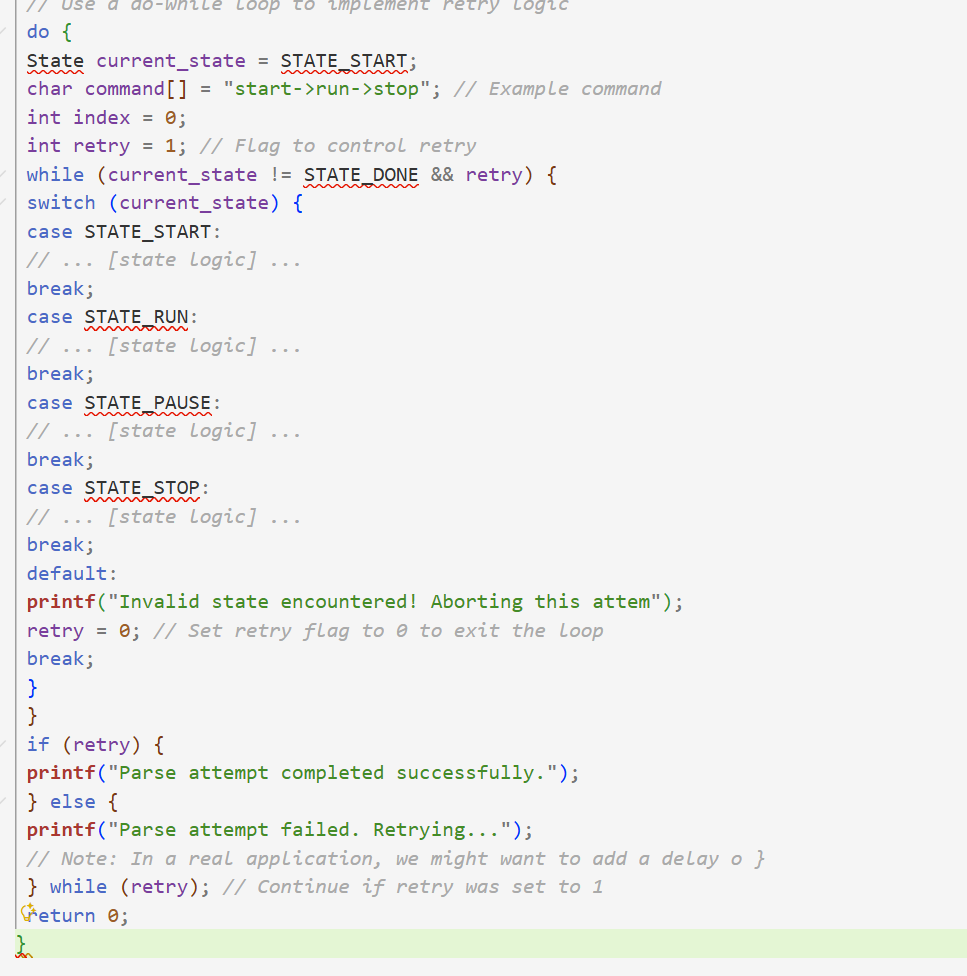 // Use a do-while loop to implement retry logic
do {
State current_state = STATE_START;
char command[] = "start->run->stop"; // Example command
int index = 0;
int retry = 1; // Flag to control retry
while (current_state != STATE_DONE && retry) {
switch (current_state) {
case STATE_START:
// ... [state logic] ...
break;
case STATE_RUN:
// ... [state logic] ...
break;
case STATE_PAUSE:
// ... [state logic] ...
break;
case STATE_STOP:
// ... [state logic] ...
break;
default:
printf("Invalid state encountered! Aborting this attem");
retry = 0; // Set retry flag to 0 to exit the loop
break;
}
}
if (retry) {
printf("Parse attempt completed successfully.");
} else {
printf("Parse attempt failed. Retrying...");
// Note: In a real application, we might want to add a delay o }
} while (retry); // Continue if retry was set to 1
return 0;
}